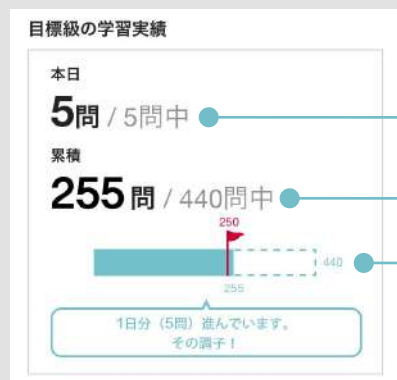 目標級の学習実績
本日
5問 / 5問中
累積
255問 / 440問中
250
440
255
1日分（5問）進んでいます。
その調子！